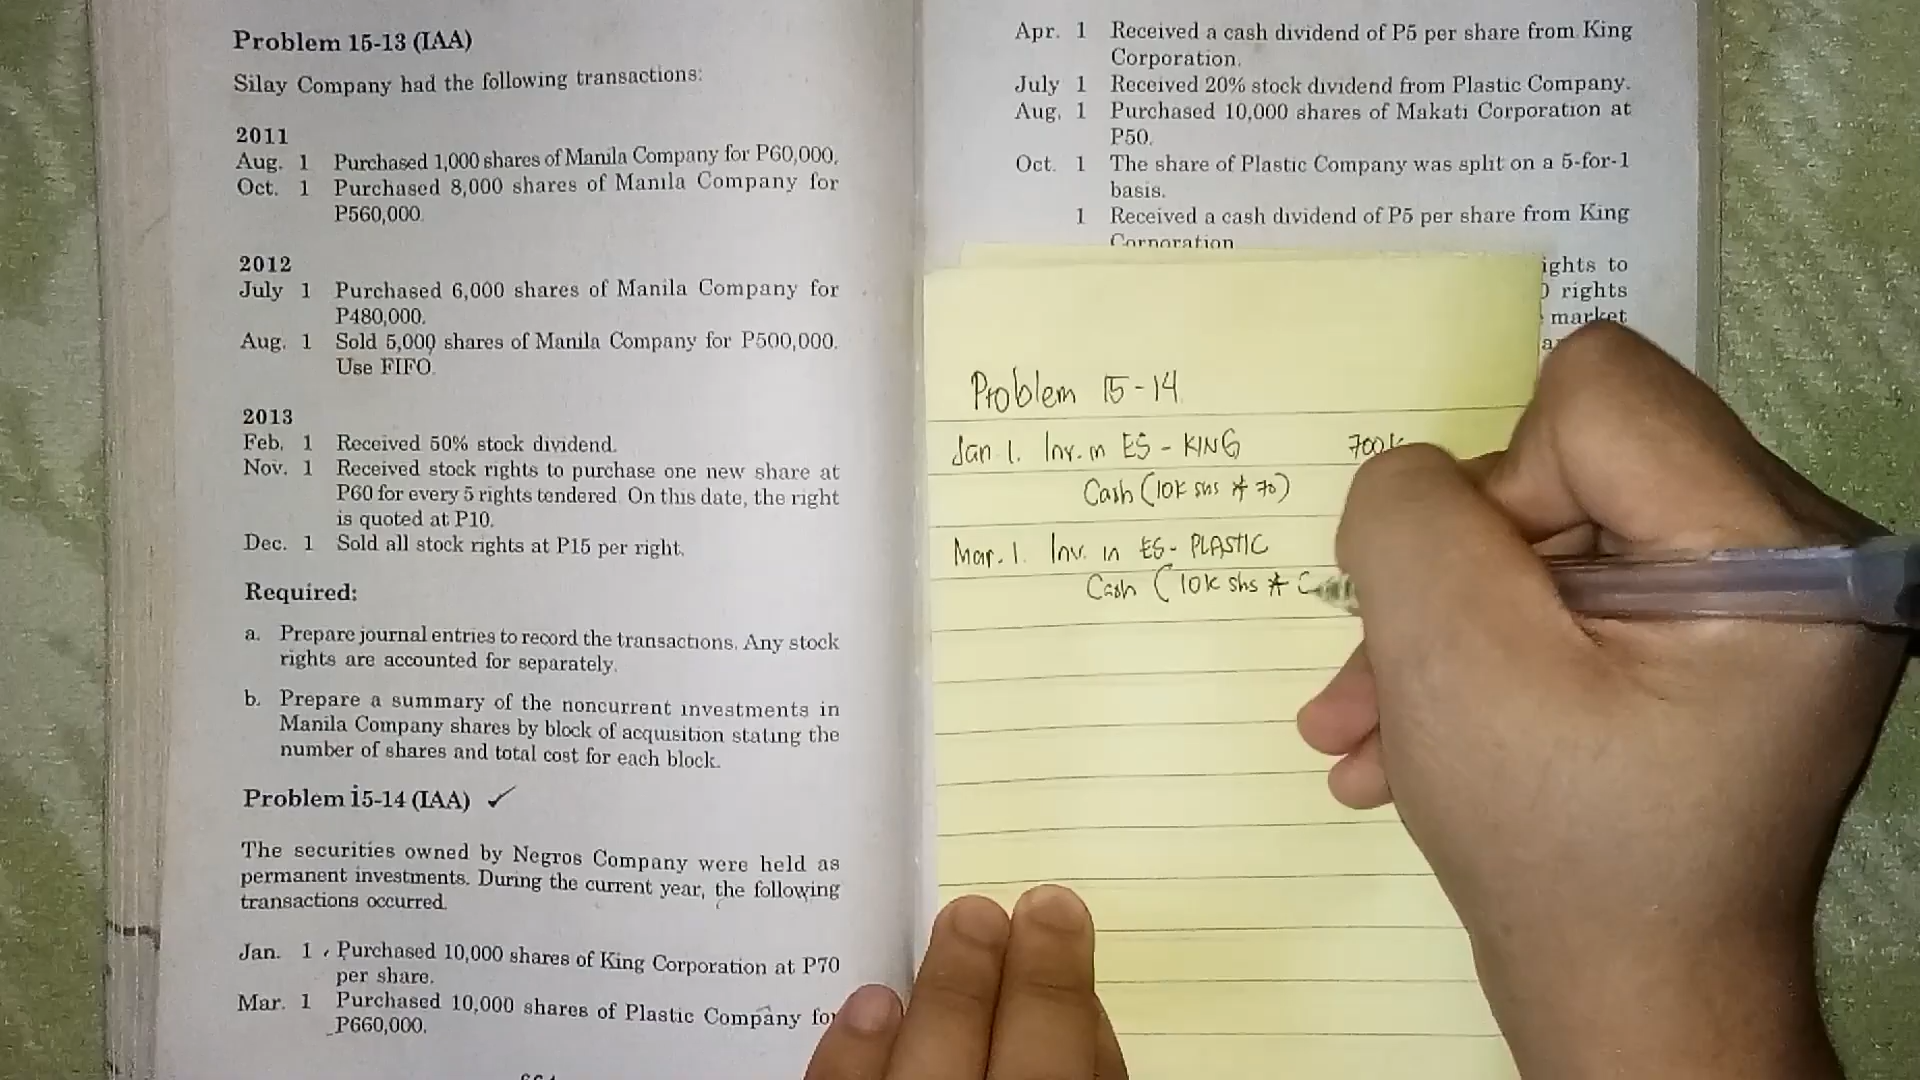 Problem 15-13 (IAA)
Silay Company had the following transactions:
2011
Aug. 1 Purchased 1,000 shares of Manila Company for P60,000.
Oct. 1 Purchased 8,000 shares of Manila Company for
P560,000.
2012
July 1 Purchased 6,000 shares of Manila Company for
P480,000.
Aug. 1 Sold 5,000 shares of Manila Company for P500,000.
Use FIFO.
2013
Feb. 1 Received 50% stock dividend.
Nov. 1 Received stock rights to purchase one new share at
P60 for every 5 rights tendered. On this date, the right
is quoted at P10.
Dec. 1 Sold all stock rights at P15 per right.
Required:
a. Prepare journal entries to record the transactions. Any stock
rights are accounted for separately.
b. Prepare a summary of the noncurrent investments in
Manila Company shares by block of acquisition stating the
number of shares and total cost for each block.
Problem 15-14 (IAA) ✓
The securities owned by Negros Company were held as
permanent investments. During the current year, the following
transactions occurred.
Jan. 1 Purchased 10,000 shares of King Corporation at P70
per share.
Mar. 1 Purchased 10,000 shares of Plastic Company for
P660,000.
Apr. 1 Received a cash dividend of P5 per share from King
Corporation.
July 1 Received 20% stock dividend from Plastic Company.
Aug. 1 Purchased 10,000 shares of Makati Corporation at
P50.
Oct. 1 The share of Plastic Company was split on a 5-for-1
basis.
1 Received a cash dividend of P5 per share from King
Corporation
ights to
rights
market
Problem 15-14
Jan 1. Inv. in ES - KING 700k
Cash (10k shs * 70)
Mar. 1. Inv. in ES - PLASTIC
Cash (10k shs *